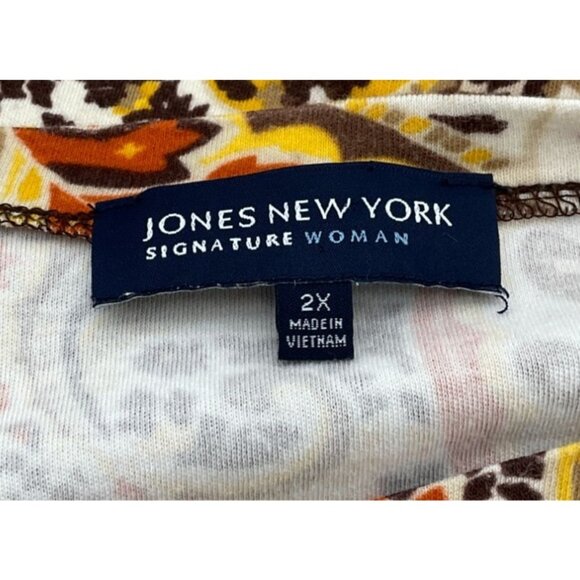 JONES NEW YORK
SIGNATURE WOMAN
2X
MADE IN
VIETNAM